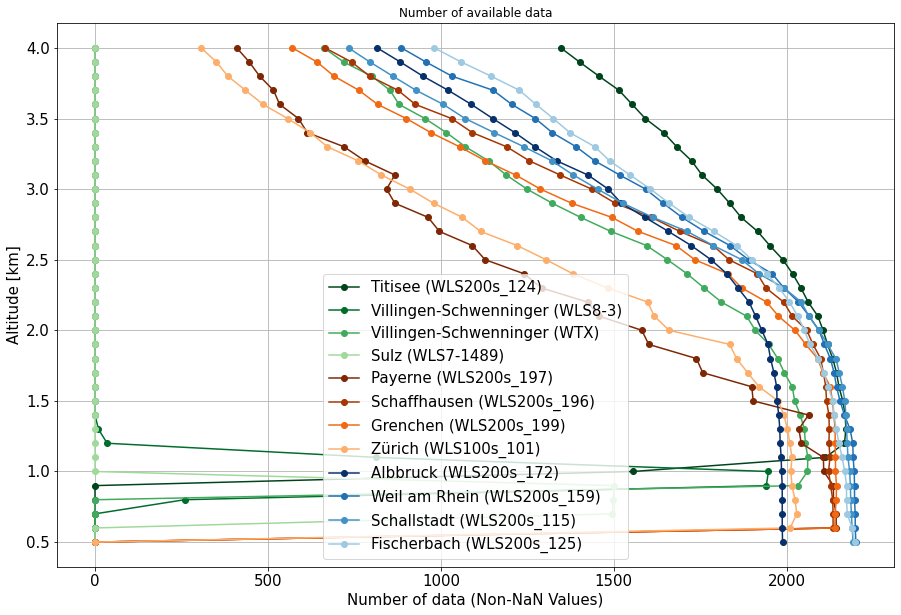 Number of available data
Altitude [km]
4.0
3.5
3.0
2.5
2.0
1.5
1.0
0.5
Titisee (WLS200s_124)
Villingen-Schwenninger (WLS8-3)
Villingen-Schwenninger (WTX)
Sulz (WLS7-1489)
Payerne (WLS200s_197)
Schaffhausen (WLS200s_196)
Grenchen (WLS200s_199)
Zürich (WLS100s_101)
Albbruck (WLS200s_172)
Weil am Rhein (WLS200s_159)
Schallstadt (WLS200s_115)
Fischerbach (WLS200s_125)
0 500 1000 1500 2000
Number of data (Non-NaN Values)